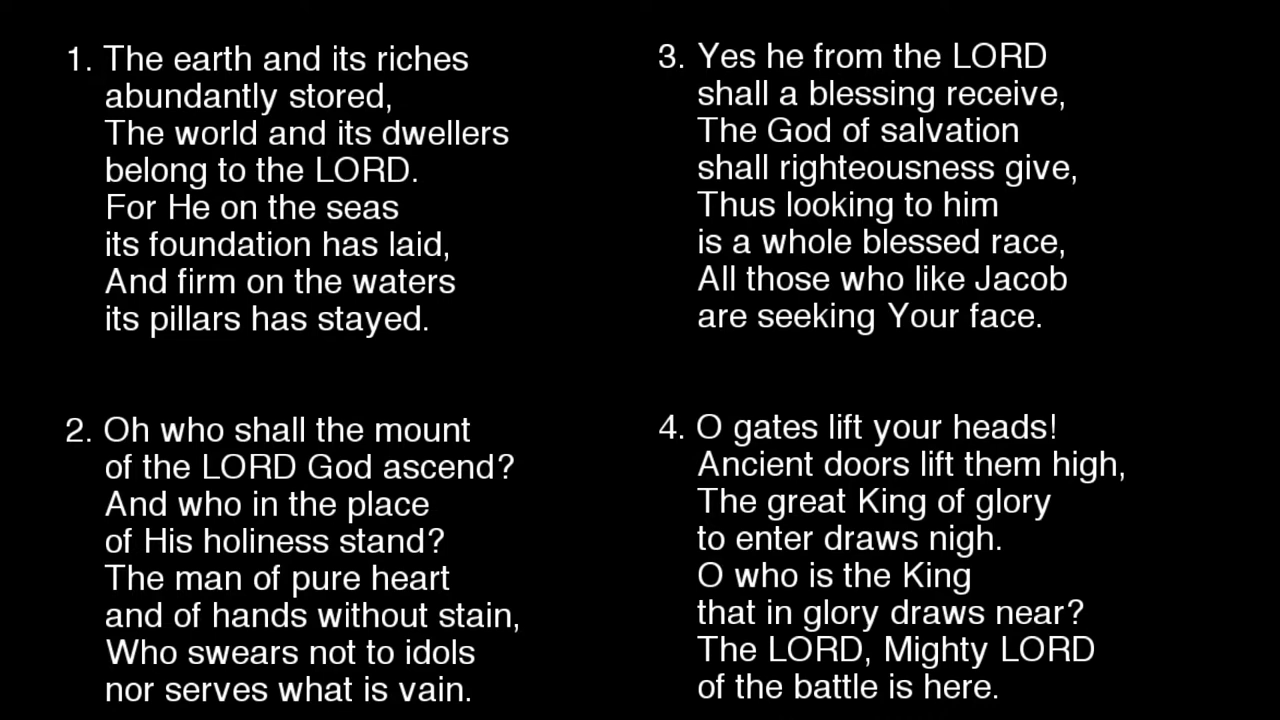 1. The earth and its riches
abundantly stored,
The world and its dwellers
belong to the LORD.
For He on the seas
its foundation has laid,
And firm on the waters
its pillars has stayed.
2. Oh who shall the mount
of the LORD God ascend?
And who in the place
of His holiness stand?
The man of pure heart
and of hands without stain,
Who swears not to idols
nor serves what is vain.
3. Yes he from the LORD
shall a blessing receive,
The God of salvation
shall righteousness give,
Thus looking to him
is a whole blessed race,
All those who like Jacob
are seeking Your face.
4. O gates lift your heads!
Ancient doors lift them high,
The great King of glory
to enter draws nigh.
O who is the King
that in glory draws near?
The LORD, Mighty LORD
of the battle is here.